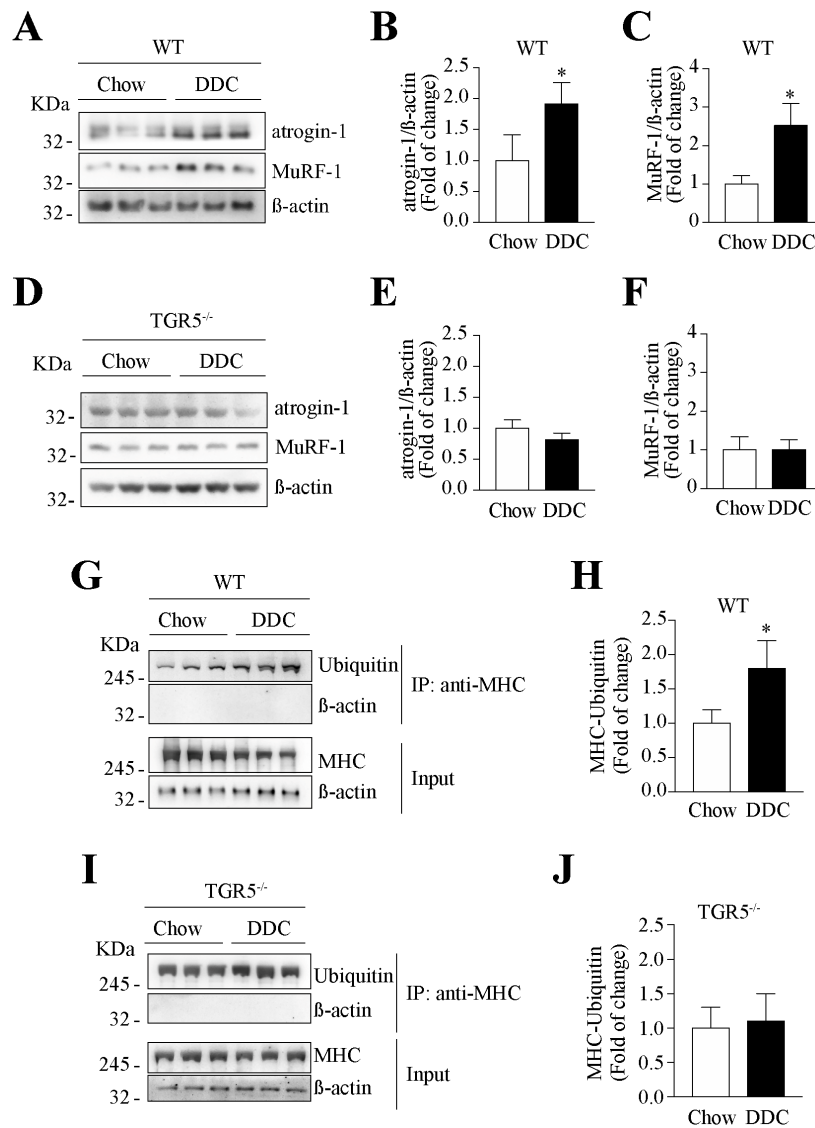 A
WT
Chow DDC
KDa
32 - atrogin-1
32 - MuRF-1
32 - ß-actin
B
WT
atrogin-1/ß-actin
(Fold of change)
2.5
2.0
1.5
1.0
0.5
0.0
*
Chow DDC
C
WT
MuRF-1/ß-actin
(Fold of change)
4
3
2
1
0
*
Chow DDC
D
TGR5-/-
Chow DDC
KDa
32 - atrogin-1
32 - MuRF-1
32 - ß-actin
E
atrogin-1/ß-actin
(Fold of change)
2.5
2.0
1.5
1.0
0.5
0.0
Chow DDC
F
MuRF-1/ß-actin
(Fold of change)
4
3
2
1
0
Chow DDC
G
WT
Chow DDC
KDa
245 - Ubiquitin
32 - ß-actin
IP: anti-MHC
245 - MHC
32 - ß-actin
Input
H
WT
MHC-Ubiquitin
(Fold of change)
2.5
2.0
1.5
1.0
0.5
0.0
*
Chow DDC
I
TGR5-/-
Chow DDC
KDa
245 - Ubiquitin
32 - ß-actin
IP: anti-MHC
245 - MHC
32 - ß-actin
Input
J
TGR5-/-
MHC-Ubiquitin
(Fold of change)
2.5
2.0
1.5
1.0
0.5
0.0
Chow DDC